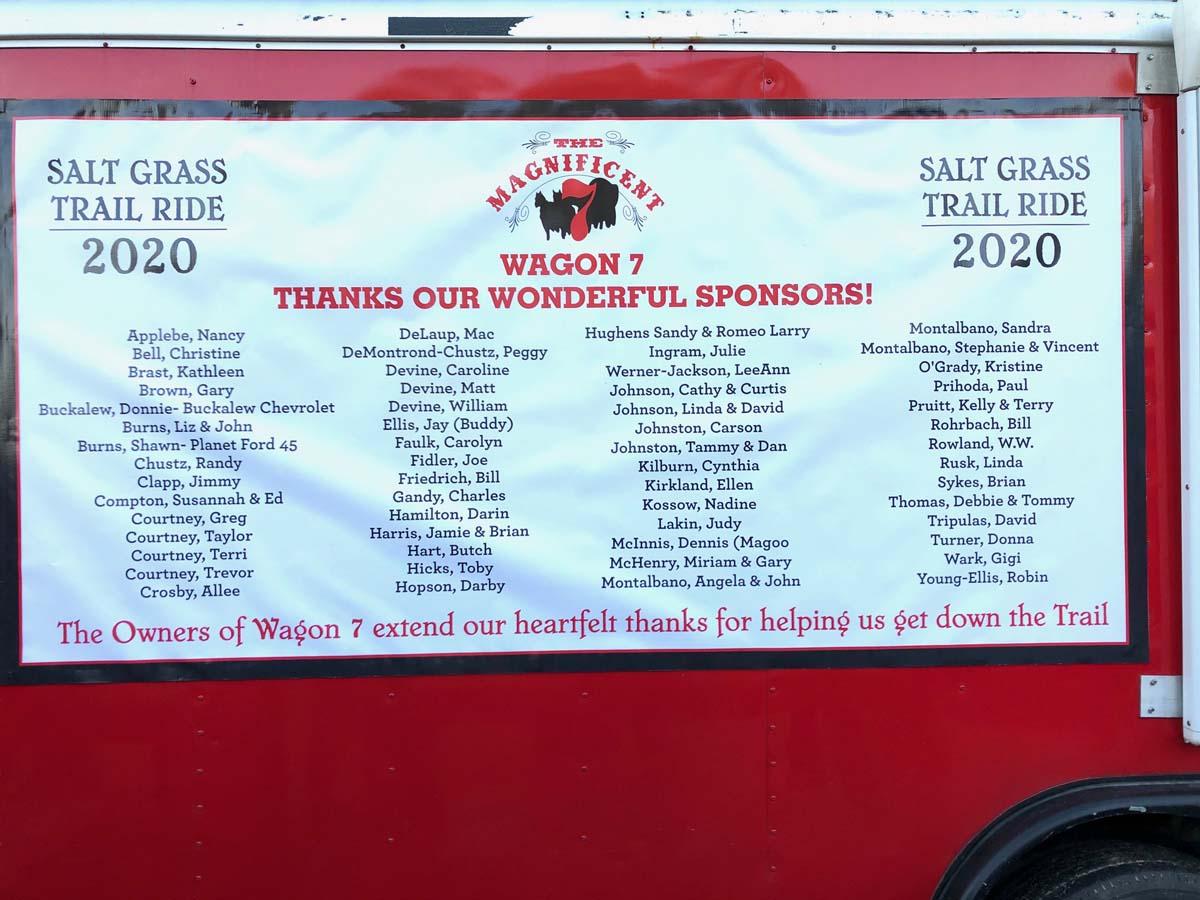 SALT GRASS
TRAIL RIDE
2020
THE
MAGNIFICENT
7
SALT GRASS
TRAIL RIDE
2020
WAGON 7
THANKS OUR WONDERFUL SPONSORS!
Applebe, Nancy
Bell, Christine
Brast, Kathleen
Brown, Gary
Buckalew, Donnie- Buckalew Chevrolet
Burns, Liz & John
Burns, Shawn- Planet Ford 45
Chustz, Randy
Clapp, Jimmy
Compton, Susannah & Ed
Courtney, Greg
Courtney, Taylor
Courtney, Terri
Courtney, Trevor
Crosby, Allee
DeLaup, Mac
DeMontrond-Chustz, Peggy
Devine, Caroline
Devine, Matt
Devine, William
Ellis, Jay (Buddy)
Faulk, Carolyn
Fidler, Joe
Friedrich, Bill
Gandy, Charles
Hamilton, Darin
Harris, Jamie & Brian
Hart, Butch
Hicks, Toby
Hopson, Darby
Hughens Sandy & Romeo Larry
Ingram, Julie
Werner-Jackson, LeeAnn
Johnson, Cathy & Curtis
Johnson, Linda & David
Johnston, Carson
Johnston, Tammy & Dan
Kilburn, Cynthia
Kirkland, Ellen
Kossow, Nadine
Lakin, Judy
McInnis, Dennis (Magoo
McHenry, Miriam & Gary
Montalbano, Angela & John
Montalbano, Sandra
Montalbano, Stephanie & Vincent
O'Grady, Kristine
Prihoda, Paul
Pruitt, Kelly & Terry
Rohrbach, Bill
Rowland, W.W.
Rusk, Linda
Sykes, Brian
Thomas, Debbie & Tommy
Tripulas, David
Turner, Donna
Wark, Gigi
Young-Ellis, Robin
The Owners of Wagon 7 extend our heartfelt thanks for helping us get down the Trail